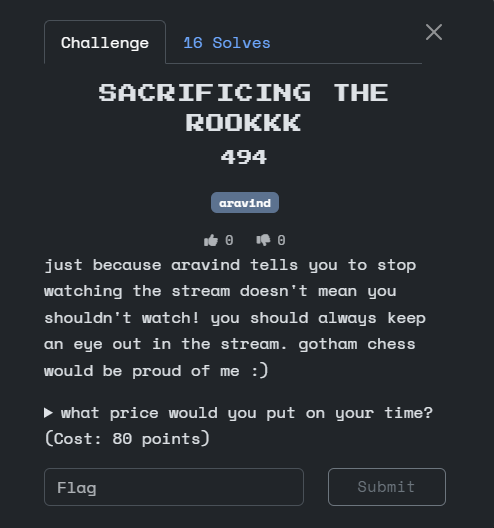 Challenge 16 Solves
SACRIFICING THE
ROOKKK
494
aravind
0 0
just because aravind tells you to stop
watching the stream doesn't mean you
shouldn't watch! you should always keep
an eye out in the stream. gotham chess
would be proud of me :)
what price would you put on your time?
(Cost: 80 points)
Flag Submit